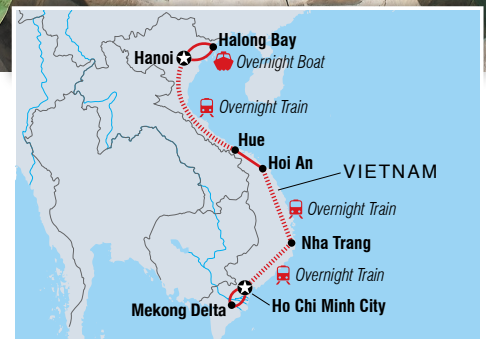 Halong Bay
Hanoi
Overnight Boat
Overnight Train
Hue
Hoi An
VIETNAM
Overnight Train
Nha Trang
Overnight Train
Mekong Delta
Ho Chi Minh City